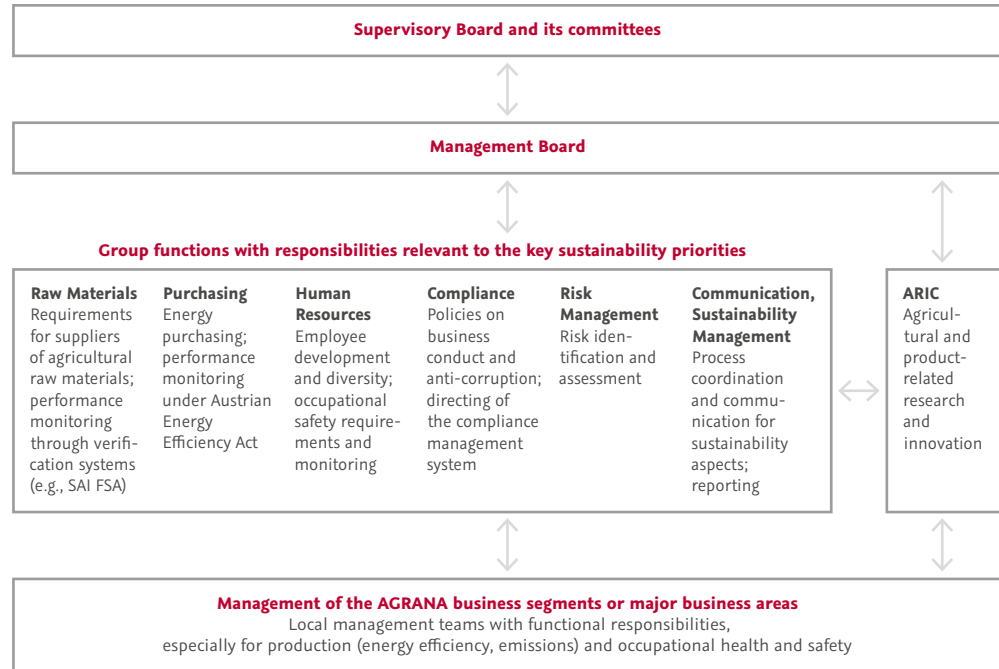 Supervisory Board and its committees
Management Board
Group functions with responsibilities relevant to the key sustainability priorities
Raw Materials
Requirements
for suppliers
of agricultural
raw materials;
performance
monitoring
through verifi-
cation systems
(e.g., SAI FSA)
Purchasing
Energy
purchasing;
performance
monitoring
under Austrian
Energy
Efficiency Act
Human
Resources
Employee
development
and diversity;
occupational
safety require-
ments and
monitoring
Compliance
Policies on
business
conduct and
anti-corruption;
directing of
the compliance
management
system
Risk
Management
Risk iden-
tification and
assessment
Communication,
Sustainability
Management
Process
coordination
and commu-
nication for
sustainability
aspects;
reporting
ARIC
Agricul-
tural and
product-
related
research
and
innovation
Management of the AGRANA business segments or major business areas
Local management teams with functional responsibilities,
especially for production (energy efficiency, emissions) and occupational health and safety